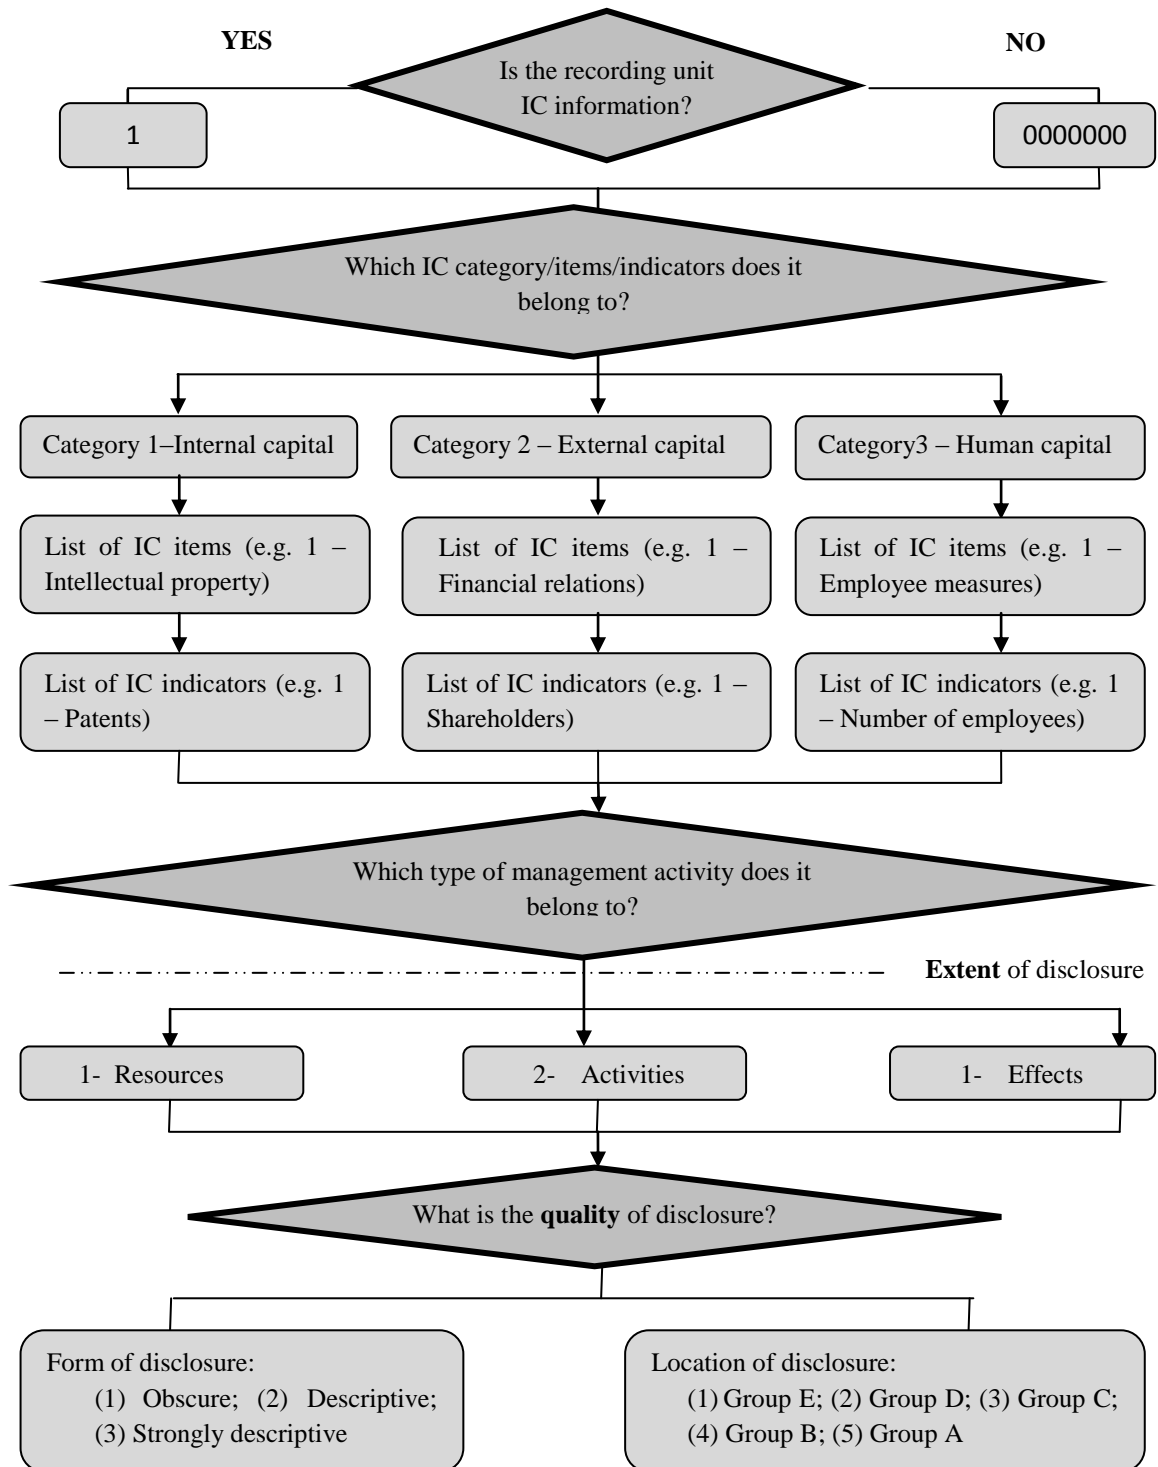 YES
NO
Is the recording unit
IC information?
1
0000000
Which IC category/items/indicators does it
belong to?
Category 1–Internal capital
Category 2 – External capital
Category3 – Human capital
List of IC items (e.g. 1 –
Intellectual property)
List of IC items (e.g. 1 –
Financial relations)
List of IC items (e.g. 1 –
Employee measures)
List of IC indicators (e.g. 1
– Patents)
List of IC indicators (e.g. 1 –
Shareholders)
List of IC indicators (e.g. 1
– Number of employees)
Which type of management activity does it
belong to?
Extent of disclosure
1- Resources
2- Activities
1- Effects
What is the quality of disclosure?
Form of disclosure:
(1) Obscure; (2) Descriptive;
(3) Strongly descriptive
Location of disclosure:
(1) Group E; (2) Group D; (3) Group C;
(4) Group B; (5) Group A